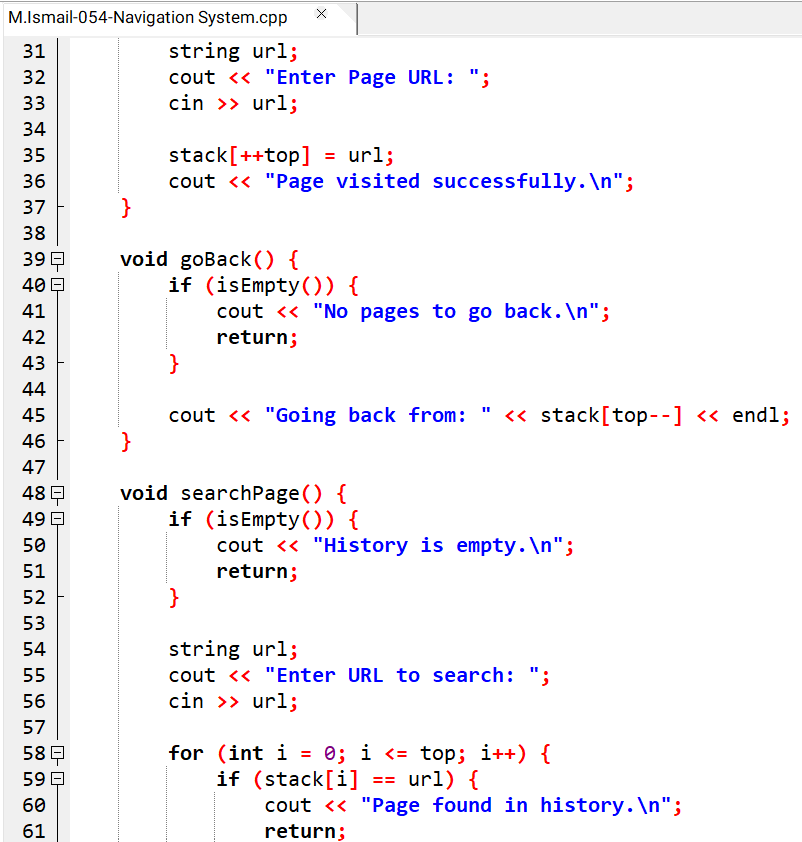 M.Ismail-054-Navigation System.cpp
31 string url;
32 cout << "Enter Page URL: ";
33 cin >> url;
34
35 stack[++top] = url;
36 cout << "Page visited successfully.\n";
37 }
38
39 void goBack() {
40 if (isEmpty()) {
41 cout << "No pages to go back.\n";
42 return;
43 }
44
45 cout << "Going back from: " << stack[top--] << endl;
46 }
47
48 void searchPage() {
49 if (isEmpty()) {
50 cout << "History is empty.\n";
51 return;
52 }
53
54 string url;
55 cout << "Enter URL to search: ";
56 cin >> url;
57
58 for (int i = 0; i <= top; i++) {
59 if (stack[i] == url) {
60 cout << "Page found in history.\n";
61 return;